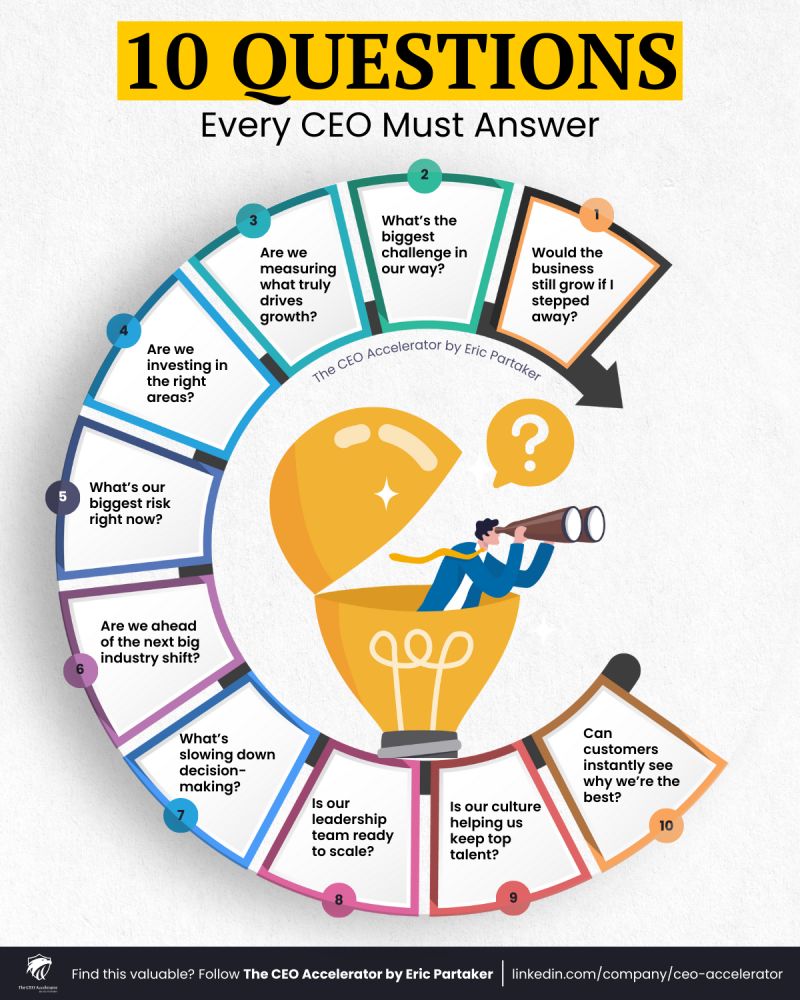 10 QUESTIONS
Every CEO Must Answer
1
Would the
business
still grow if I
stepped
away?
2
What's the
biggest
challenge in
our way?
3
Are we
measuring
what truly
drives
growth?
4
Are we
investing in
the right
areas?
5
What's our
biggest risk
right now?
6
Are we ahead
of the next big
industry shift?
7
What's
slowing down
decision-
making?
8
Is our
leadership
team ready
to scale?
9
Is our culture
helping us
keep top
talent?
10
Can
customers
instantly see
why we're the
best?
The CEO Accelerator by Eric Partaker
?
The CEO Accelerator
Find this valuable? Follow The CEO Accelerator by Eric Partaker | linkedin.com/company/ceo-accelerator